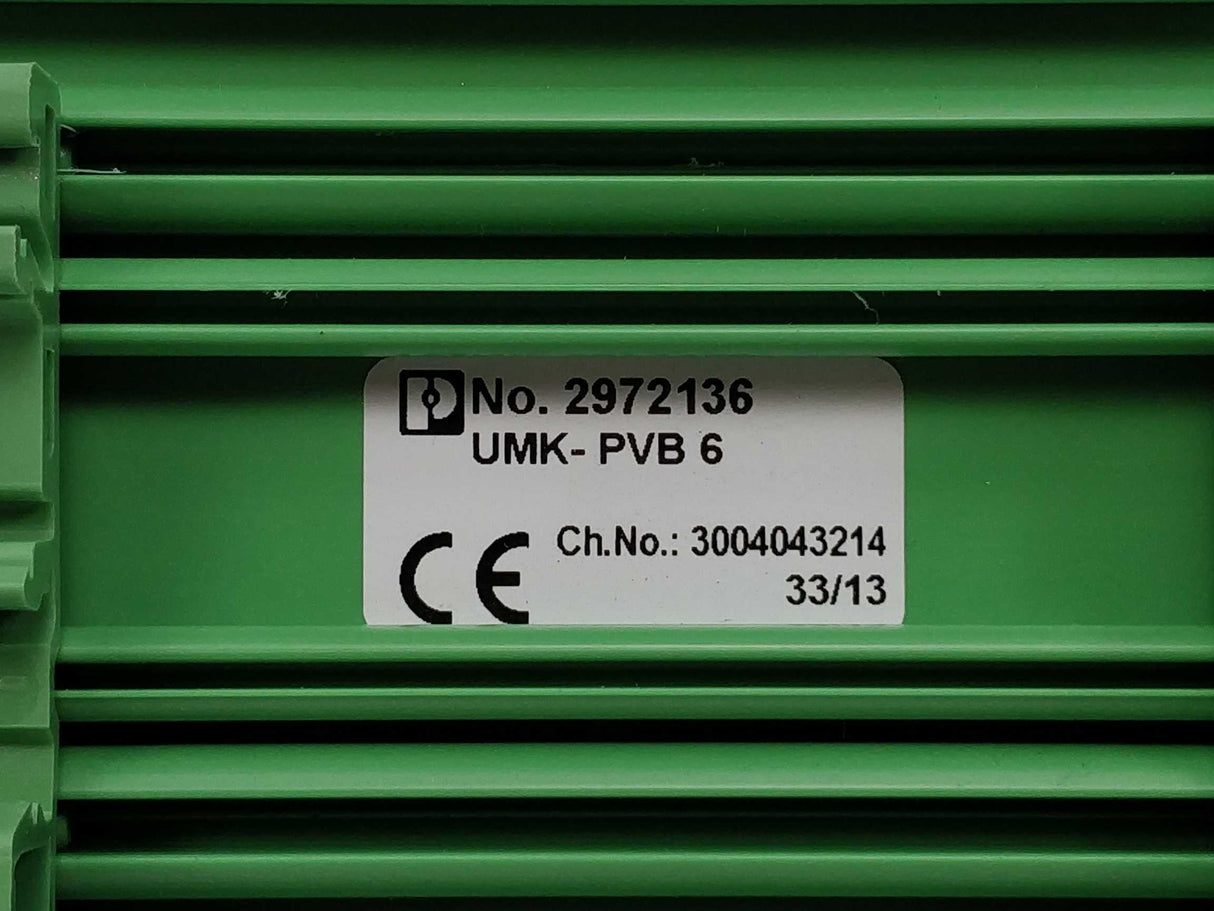 No. 2972136
UMK- PVB 6
CE Ch.No.: 3004043214
33/13